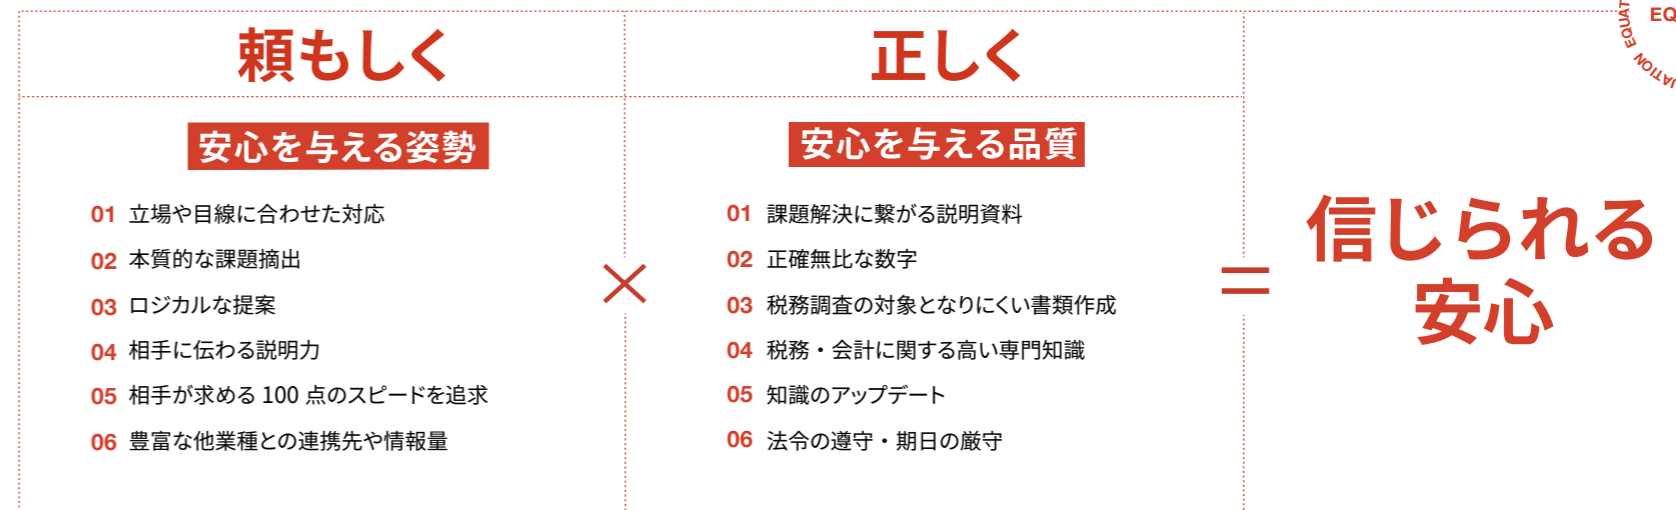 頼もしく
安心を与える姿勢
01 立場や目線に合わせた対応
02 本質的な課題摘出
03 ロジカルな提案
04 相手に伝わる説明力
05 相手が求める 100 点のスピードを追求
06 豊富な他業種との連携先や情報量
×
正しく
安心を与える品質
01 課題解決に繋がる説明資料
02 正確無比な数字
03 税務調査の対象となりにくい書類作成
04 税務・会計に関する高い専門知識
05 知識のアップデート
06 法令の遵守・期日の厳守
=
信じられる
安心
EQ
EQUATION EQUAT